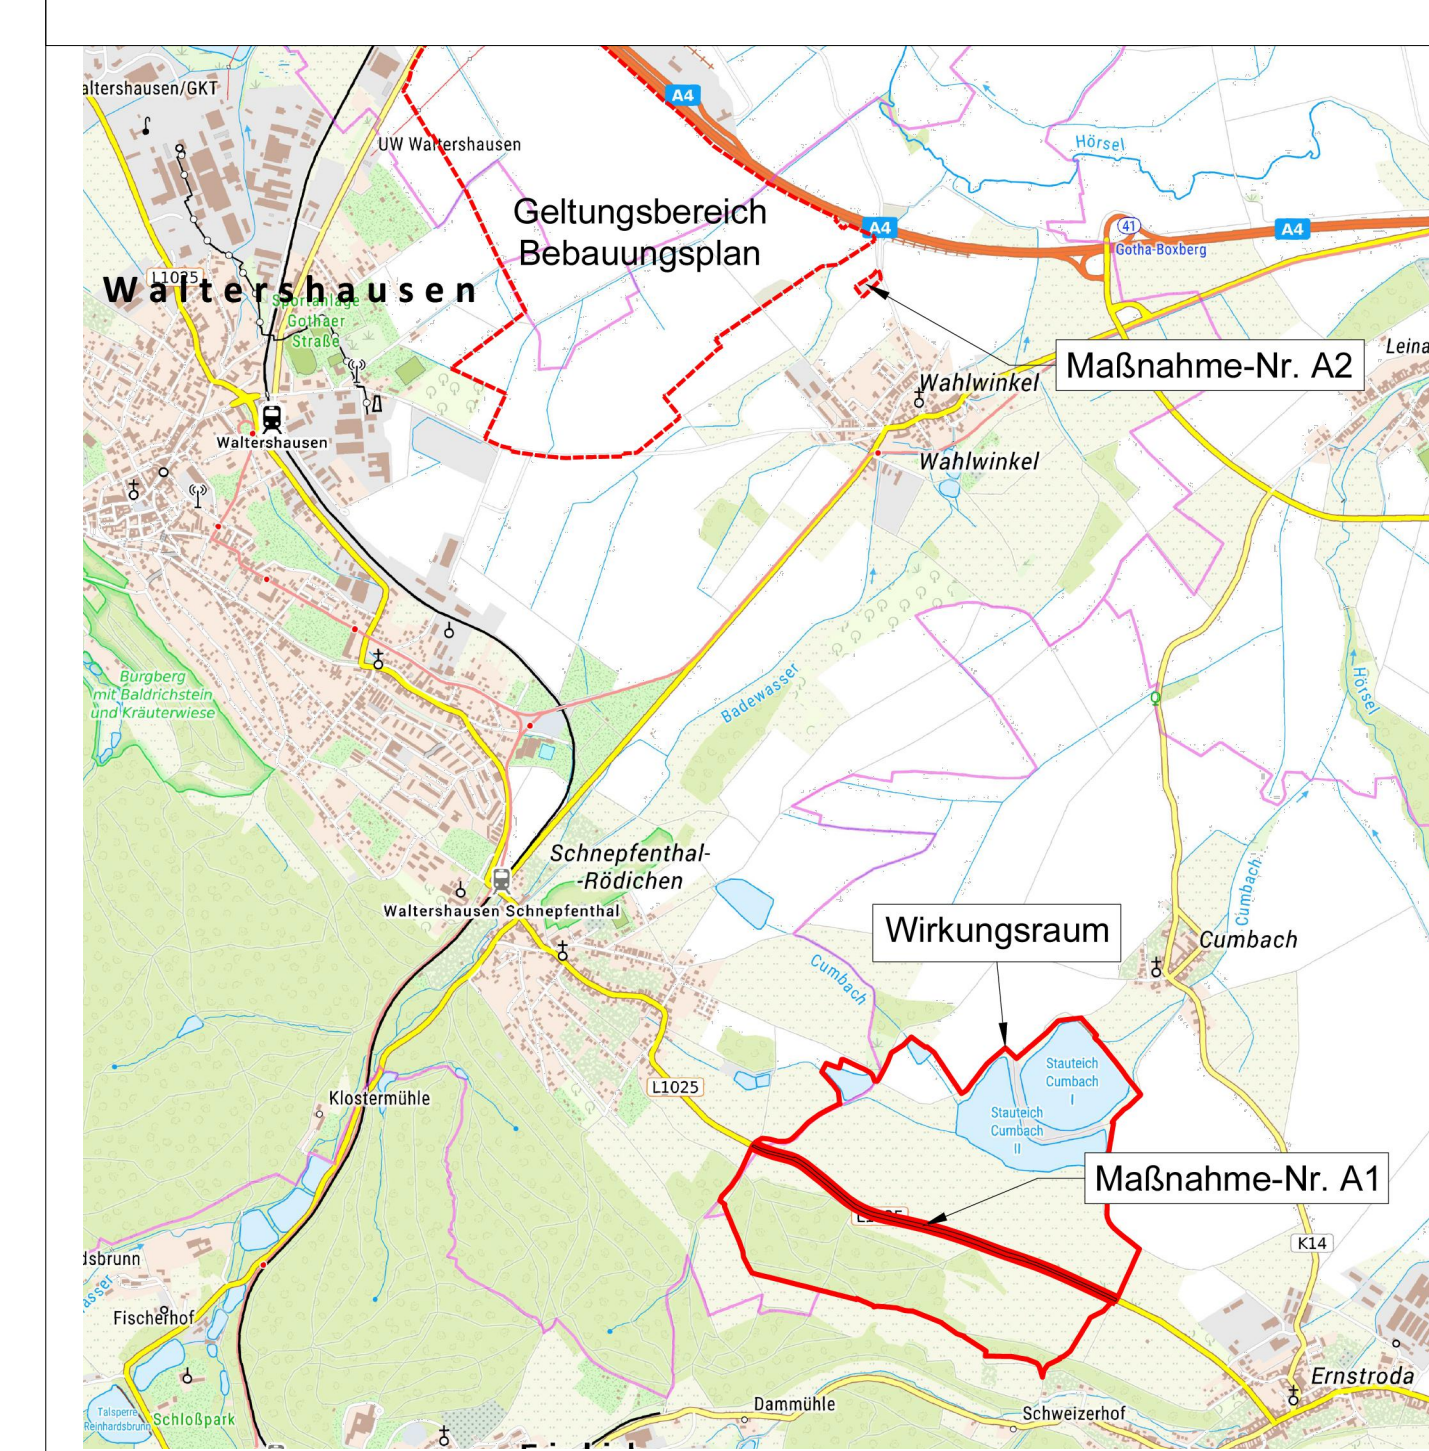 altershausen/GKT
A4
UW Waltershausen
Hörsel
Geltungsbereich
Bebauungsplan
A4
41
A4
Gotha-Boxberg
L1025
Waltershausen
Sportanlage
Gothaer
Straße
Maßnahme-Nr. A2
Leina
Wahlwinkel
Waltershausen
Wahlwinkel
Burgberg
mit Baldrichstein
und Kräuterwiese
Badewasser
Hörsel
Schnepfenthal-
-Rödichen
Waltershausen Schnepfenthal
Wirkungsraum
Cumbach
Cumbach
Cumbach
Stauteich
Cumbach
I
Stauteich
Cumbach
II
L1025
Klostermühle
Maßnahme-Nr. A1
K14
dsbrunn
asser
Fischerhof
Ernstroda
Dammühle
Schweizerhof
Talsperre
Reinhardsbrunn
Schloßpark